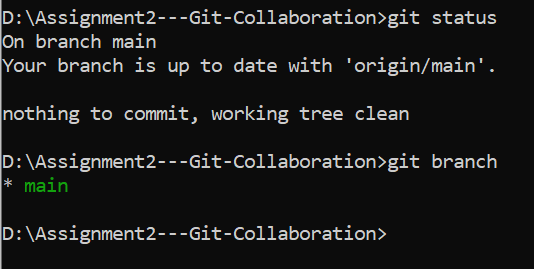 D:\Assignment2---Git-Collaboration>git status
On branch main
Your branch is up to date with 'origin/main'.
nothing to commit, working tree clean
D:\Assignment2---Git-Collaboration>git branch
* main
D:\Assignment2---Git-Collaboration>